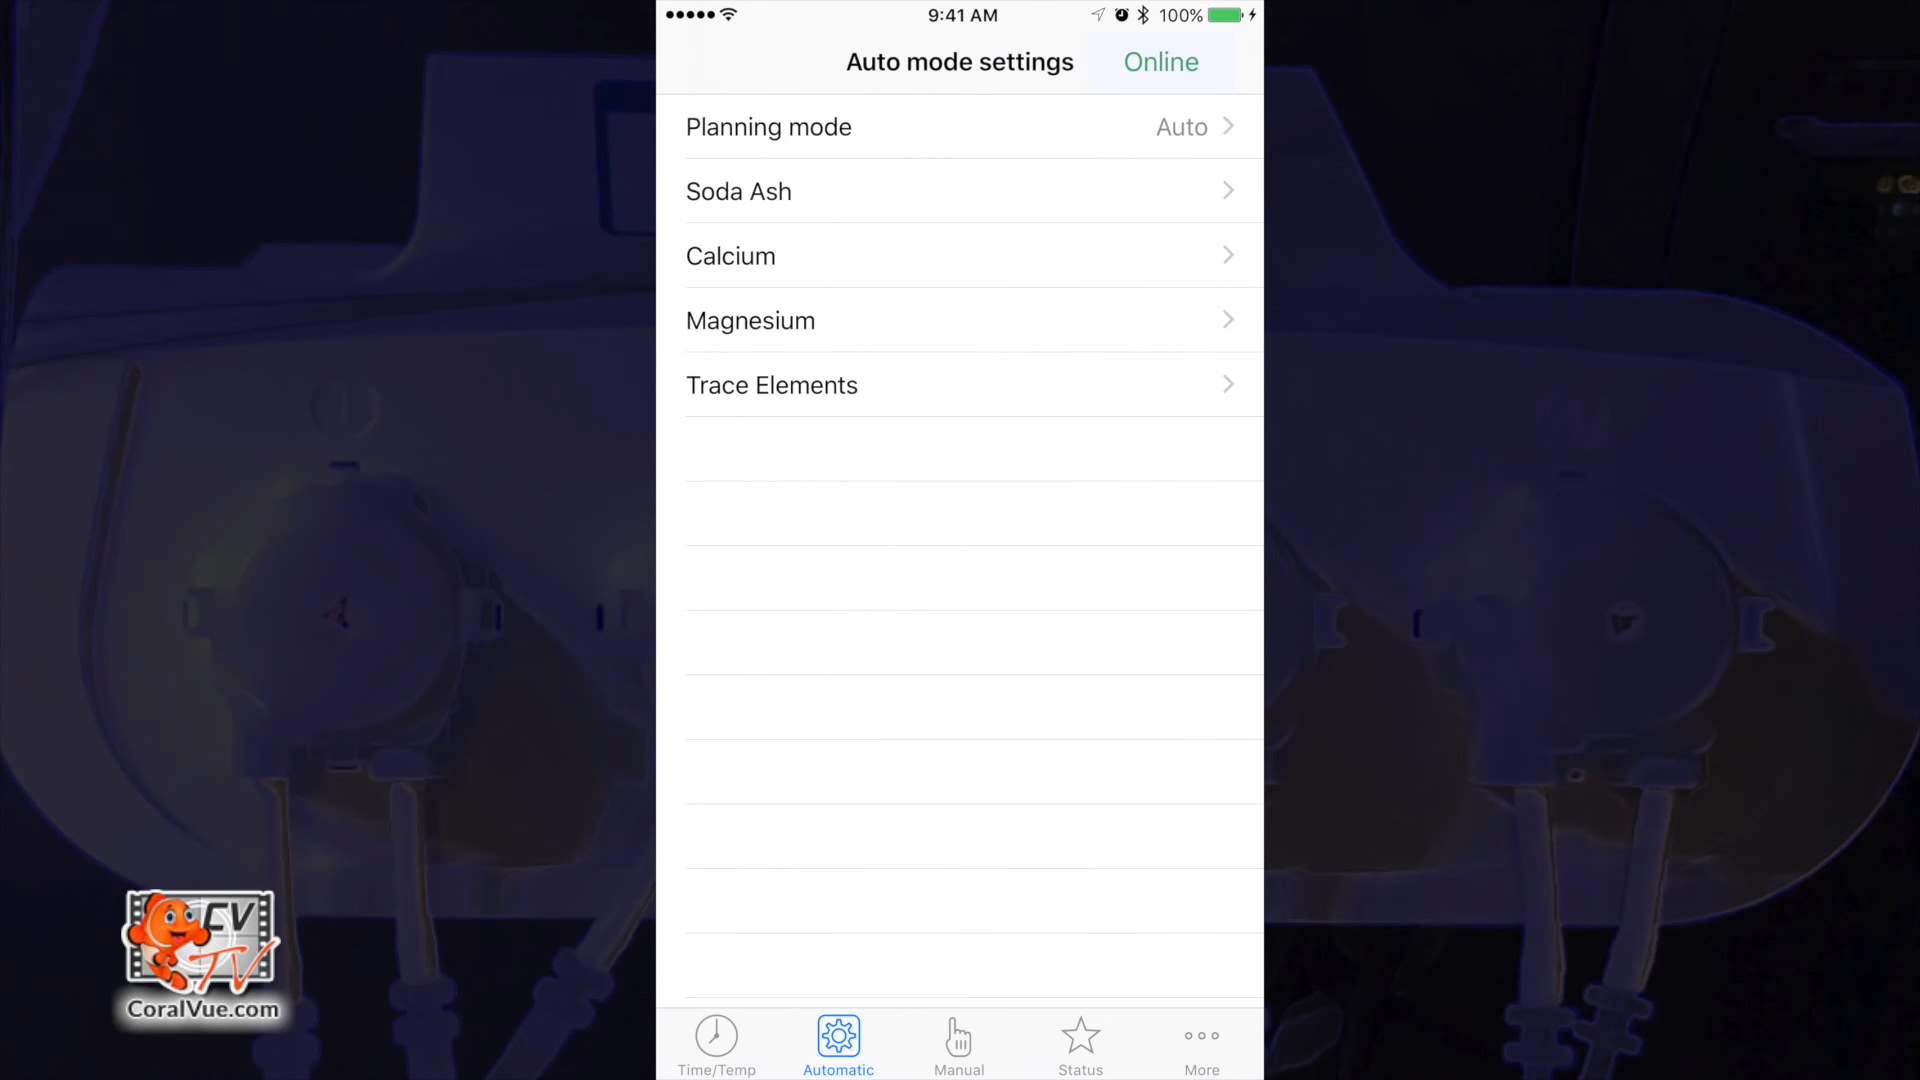 9:41 AM
100%
Auto mode settings
Online
Planning mode
Auto
Soda Ash
Calcium
Magnesium
Trace Elements
CV
TV
CoralVue.com
Time/Temp
Automatic
Manual
Status
More